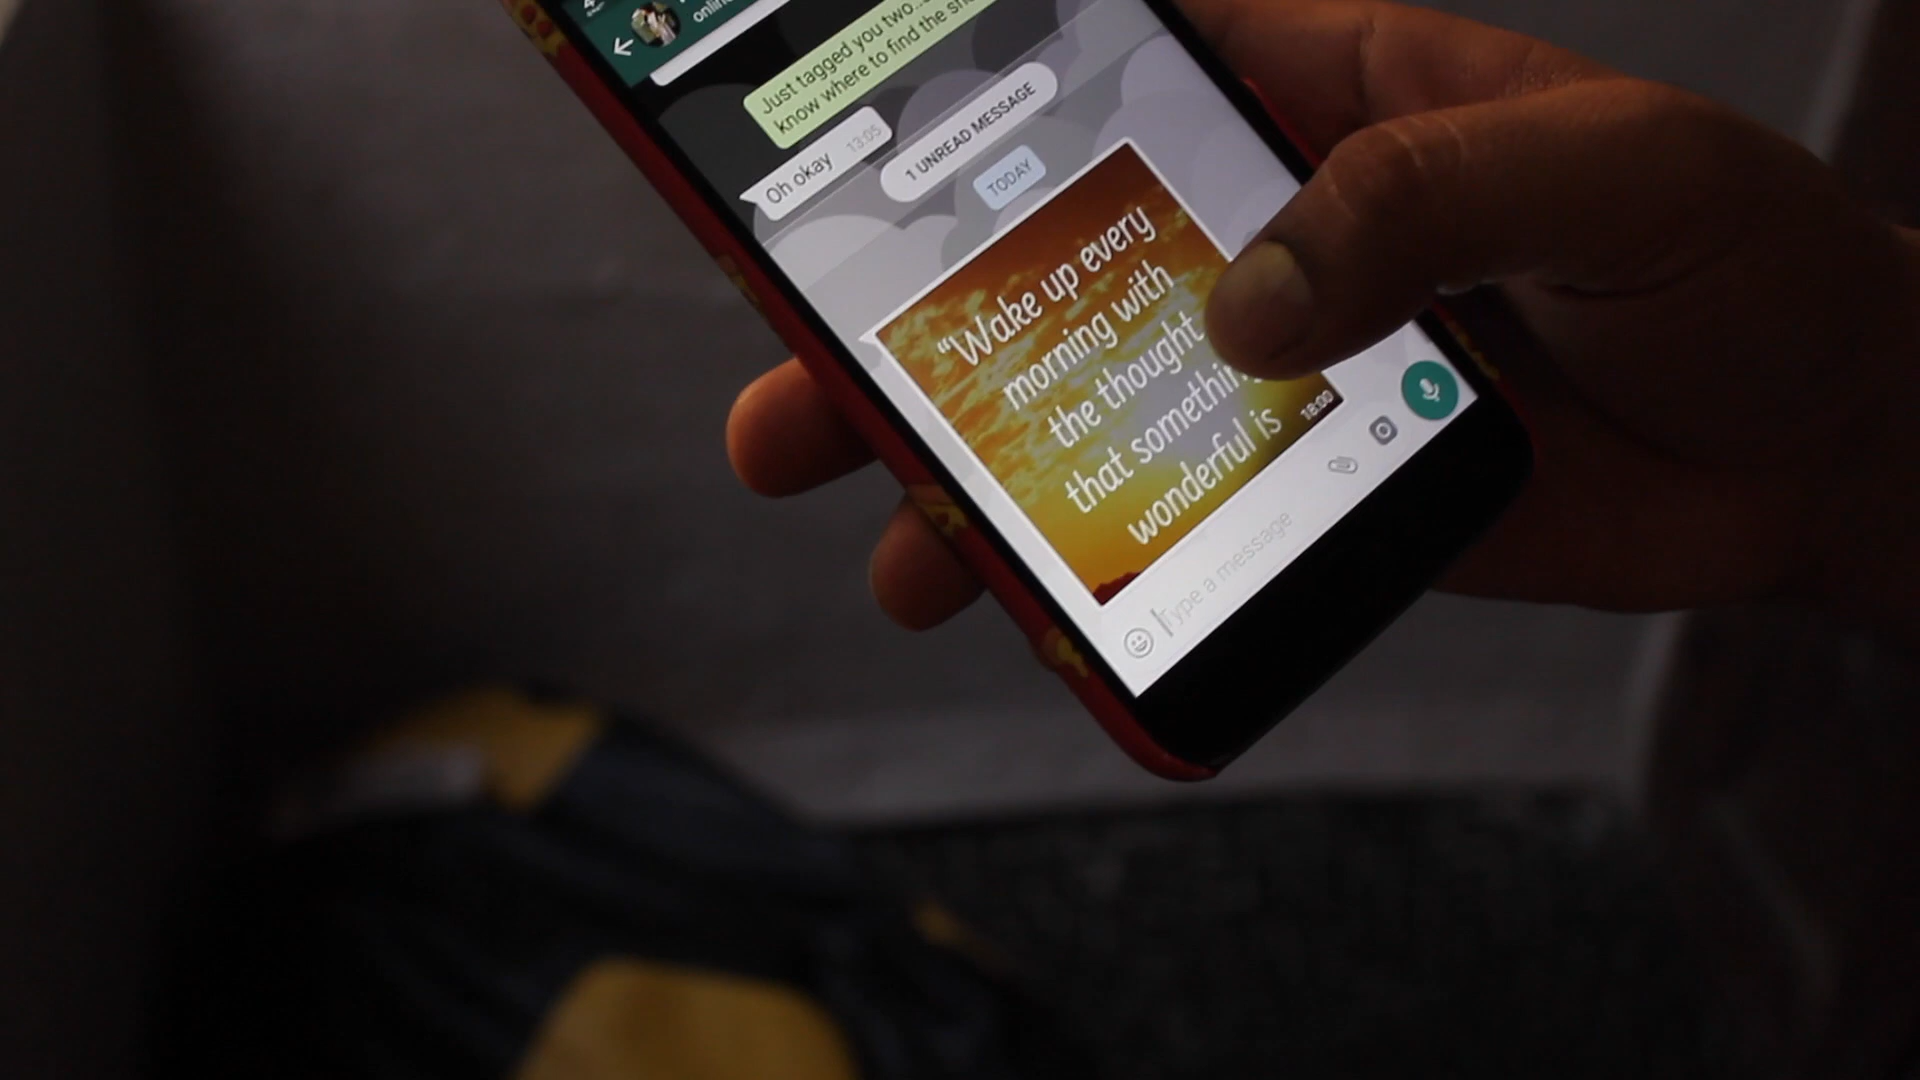 Just tagged you two..
know where to find the
Oh okay 13:05
1 UNREAD MESSAGE
TODAY
“Wake up every
morning with
the thought
that
wonderful is
18:00
Type a message